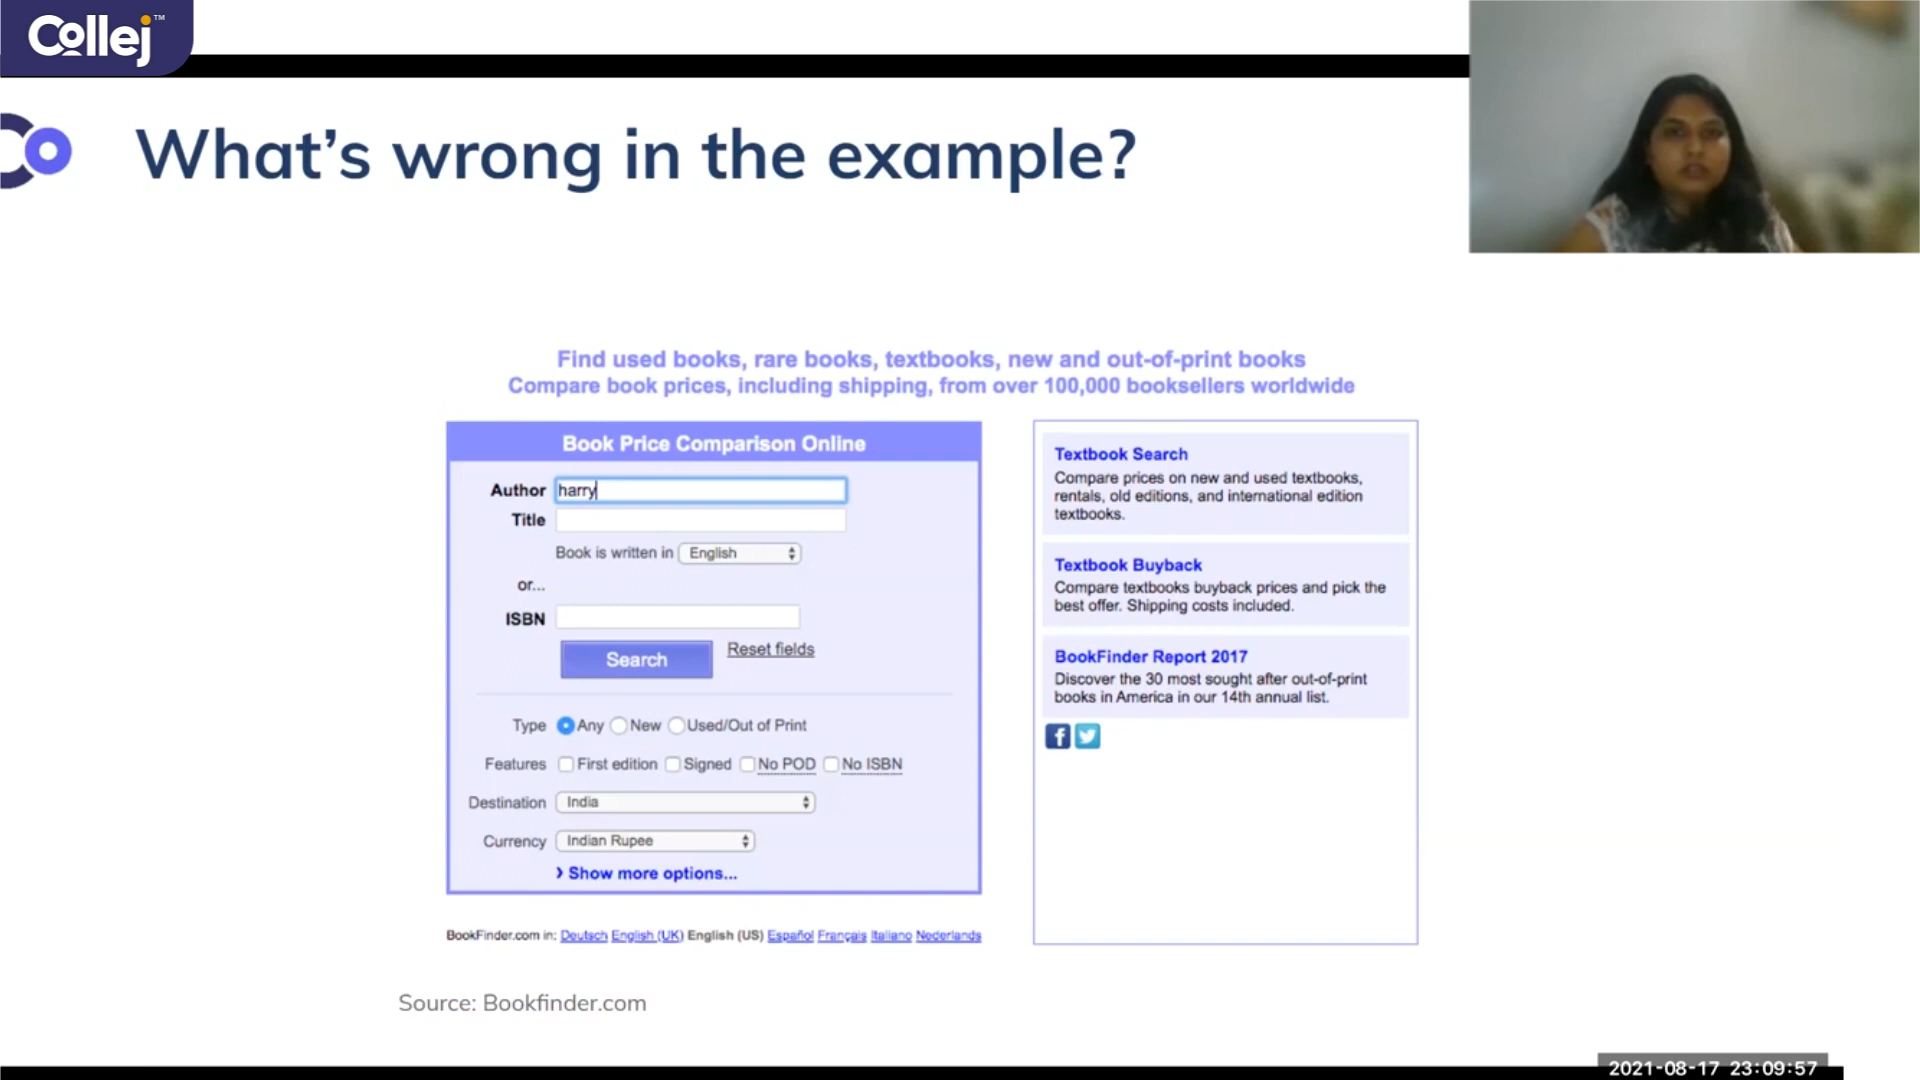 Collej™
What's wrong in the example?
Find used books, rare books, textbooks, new and out-of-print books
Compare book prices, including shipping, from over 100,000 booksellers worldwide
Book Price Comparison Online
Author harry
Title
Book is written in English
or...
ISBN
Search Reset fields
Type Any New Used/Out of Print
Features First edition Signed No POD No ISBN
Destination India
Currency Indian Rupee
› Show more options...
BookFinder.com in: Deutsch English (UK) English (US) Español Français Italiano Nederlands
Textbook Search
Compare prices on new and used textbooks,
rentals, old editions, and international edition
textbooks.
Textbook Buyback
Compare textbooks buyback prices and pick the
best offer. Shipping costs included.
BookFinder Report 2017
Discover the 30 most sought after out-of-print
books in America in our 14th annual list.
Source: Bookfinder.com
2021-08-17 23:09:57